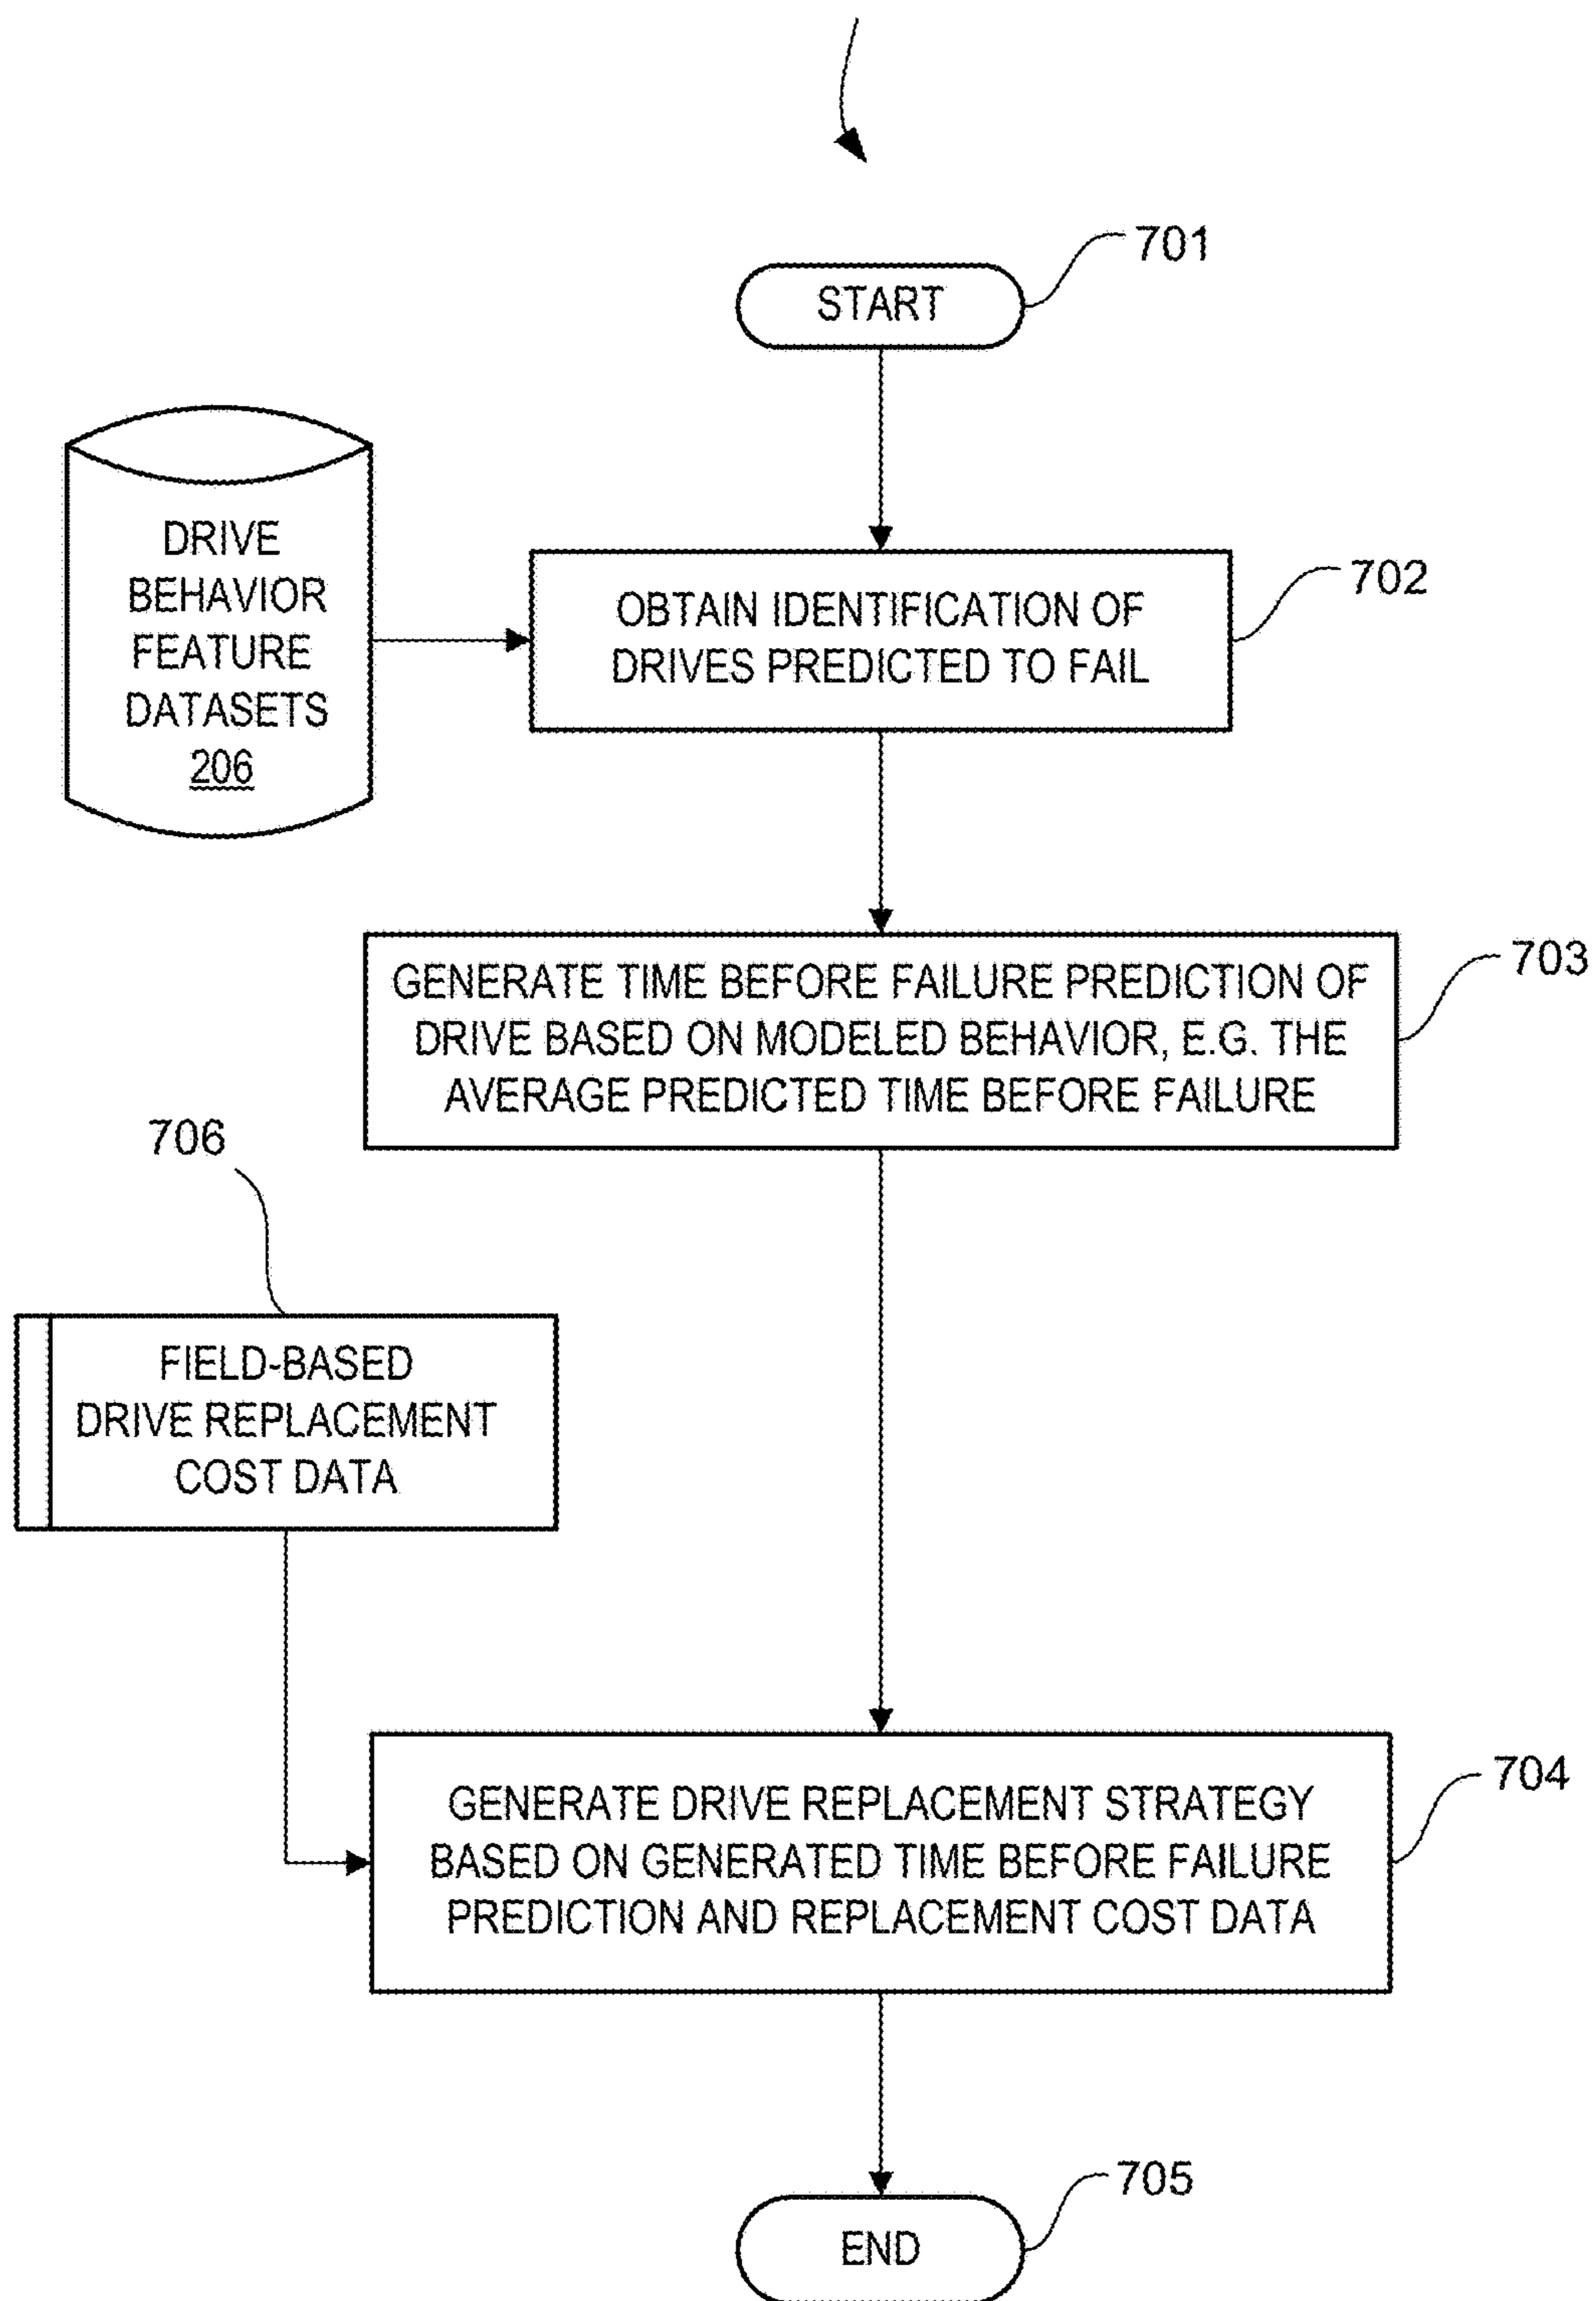 701
START
DRIVE
BEHAVIOR
FEATURE
DATASETS
206
702
OBTAIN IDENTIFICATION OF
DRIVES PREDICTED TO FAIL
703
GENERATE TIME BEFORE FAILURE PREDICTION OF
DRIVE BASED ON MODELED BEHAVIOR, E.G. THE
AVERAGE PREDICTED TIME BEFORE FAILURE
706
FIELD-BASED
DRIVE REPLACEMENT
COST DATA
704
GENERATE DRIVE REPLACEMENT STRATEGY
BASED ON GENERATED TIME BEFORE FAILURE
PREDICTION AND REPLACEMENT COST DATA
705
END